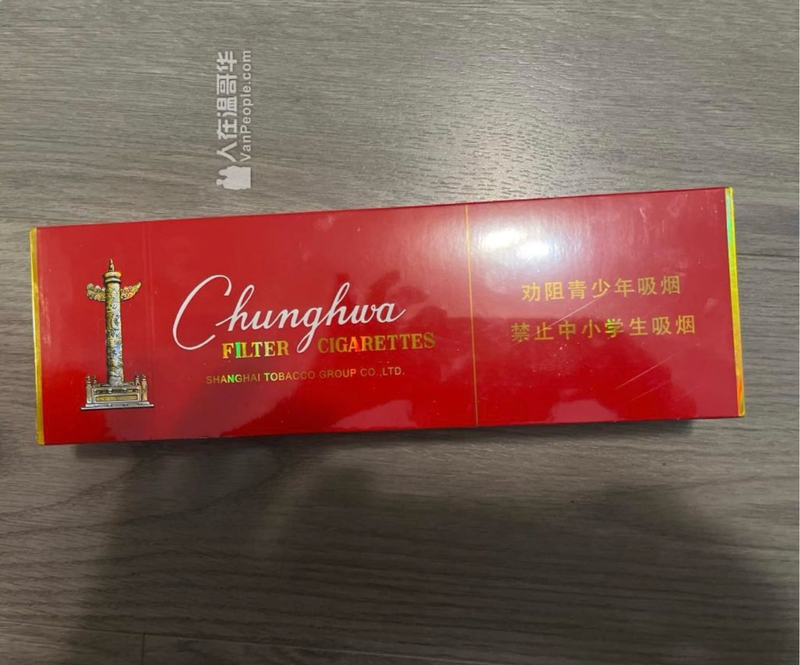 人在温哥华
VanPeople.com
Chunghwa
FILTER CIGARETTES
SHANGHAI TOBACCO GROUP CO.,LTD.
劝阻青少年吸烟
禁止中小学生吸烟